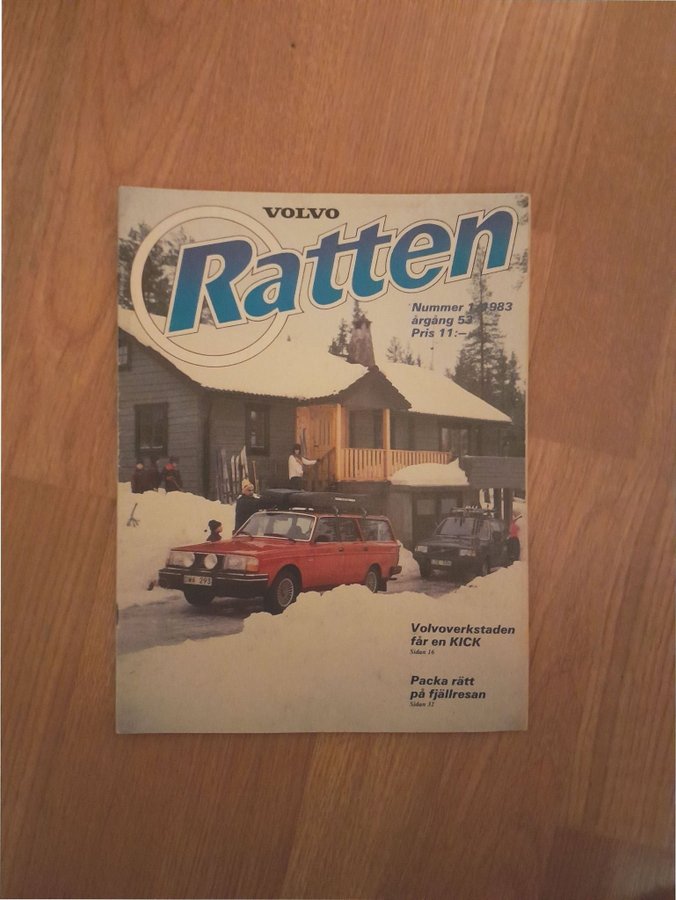 VOLVO
Ratten
Nummer 1 1983
årgång 53
Pris 11:-
Volvoverkstaden
får en KICK
Sidan 16
Packa rätt
på fjällresan
Sidan 32
293